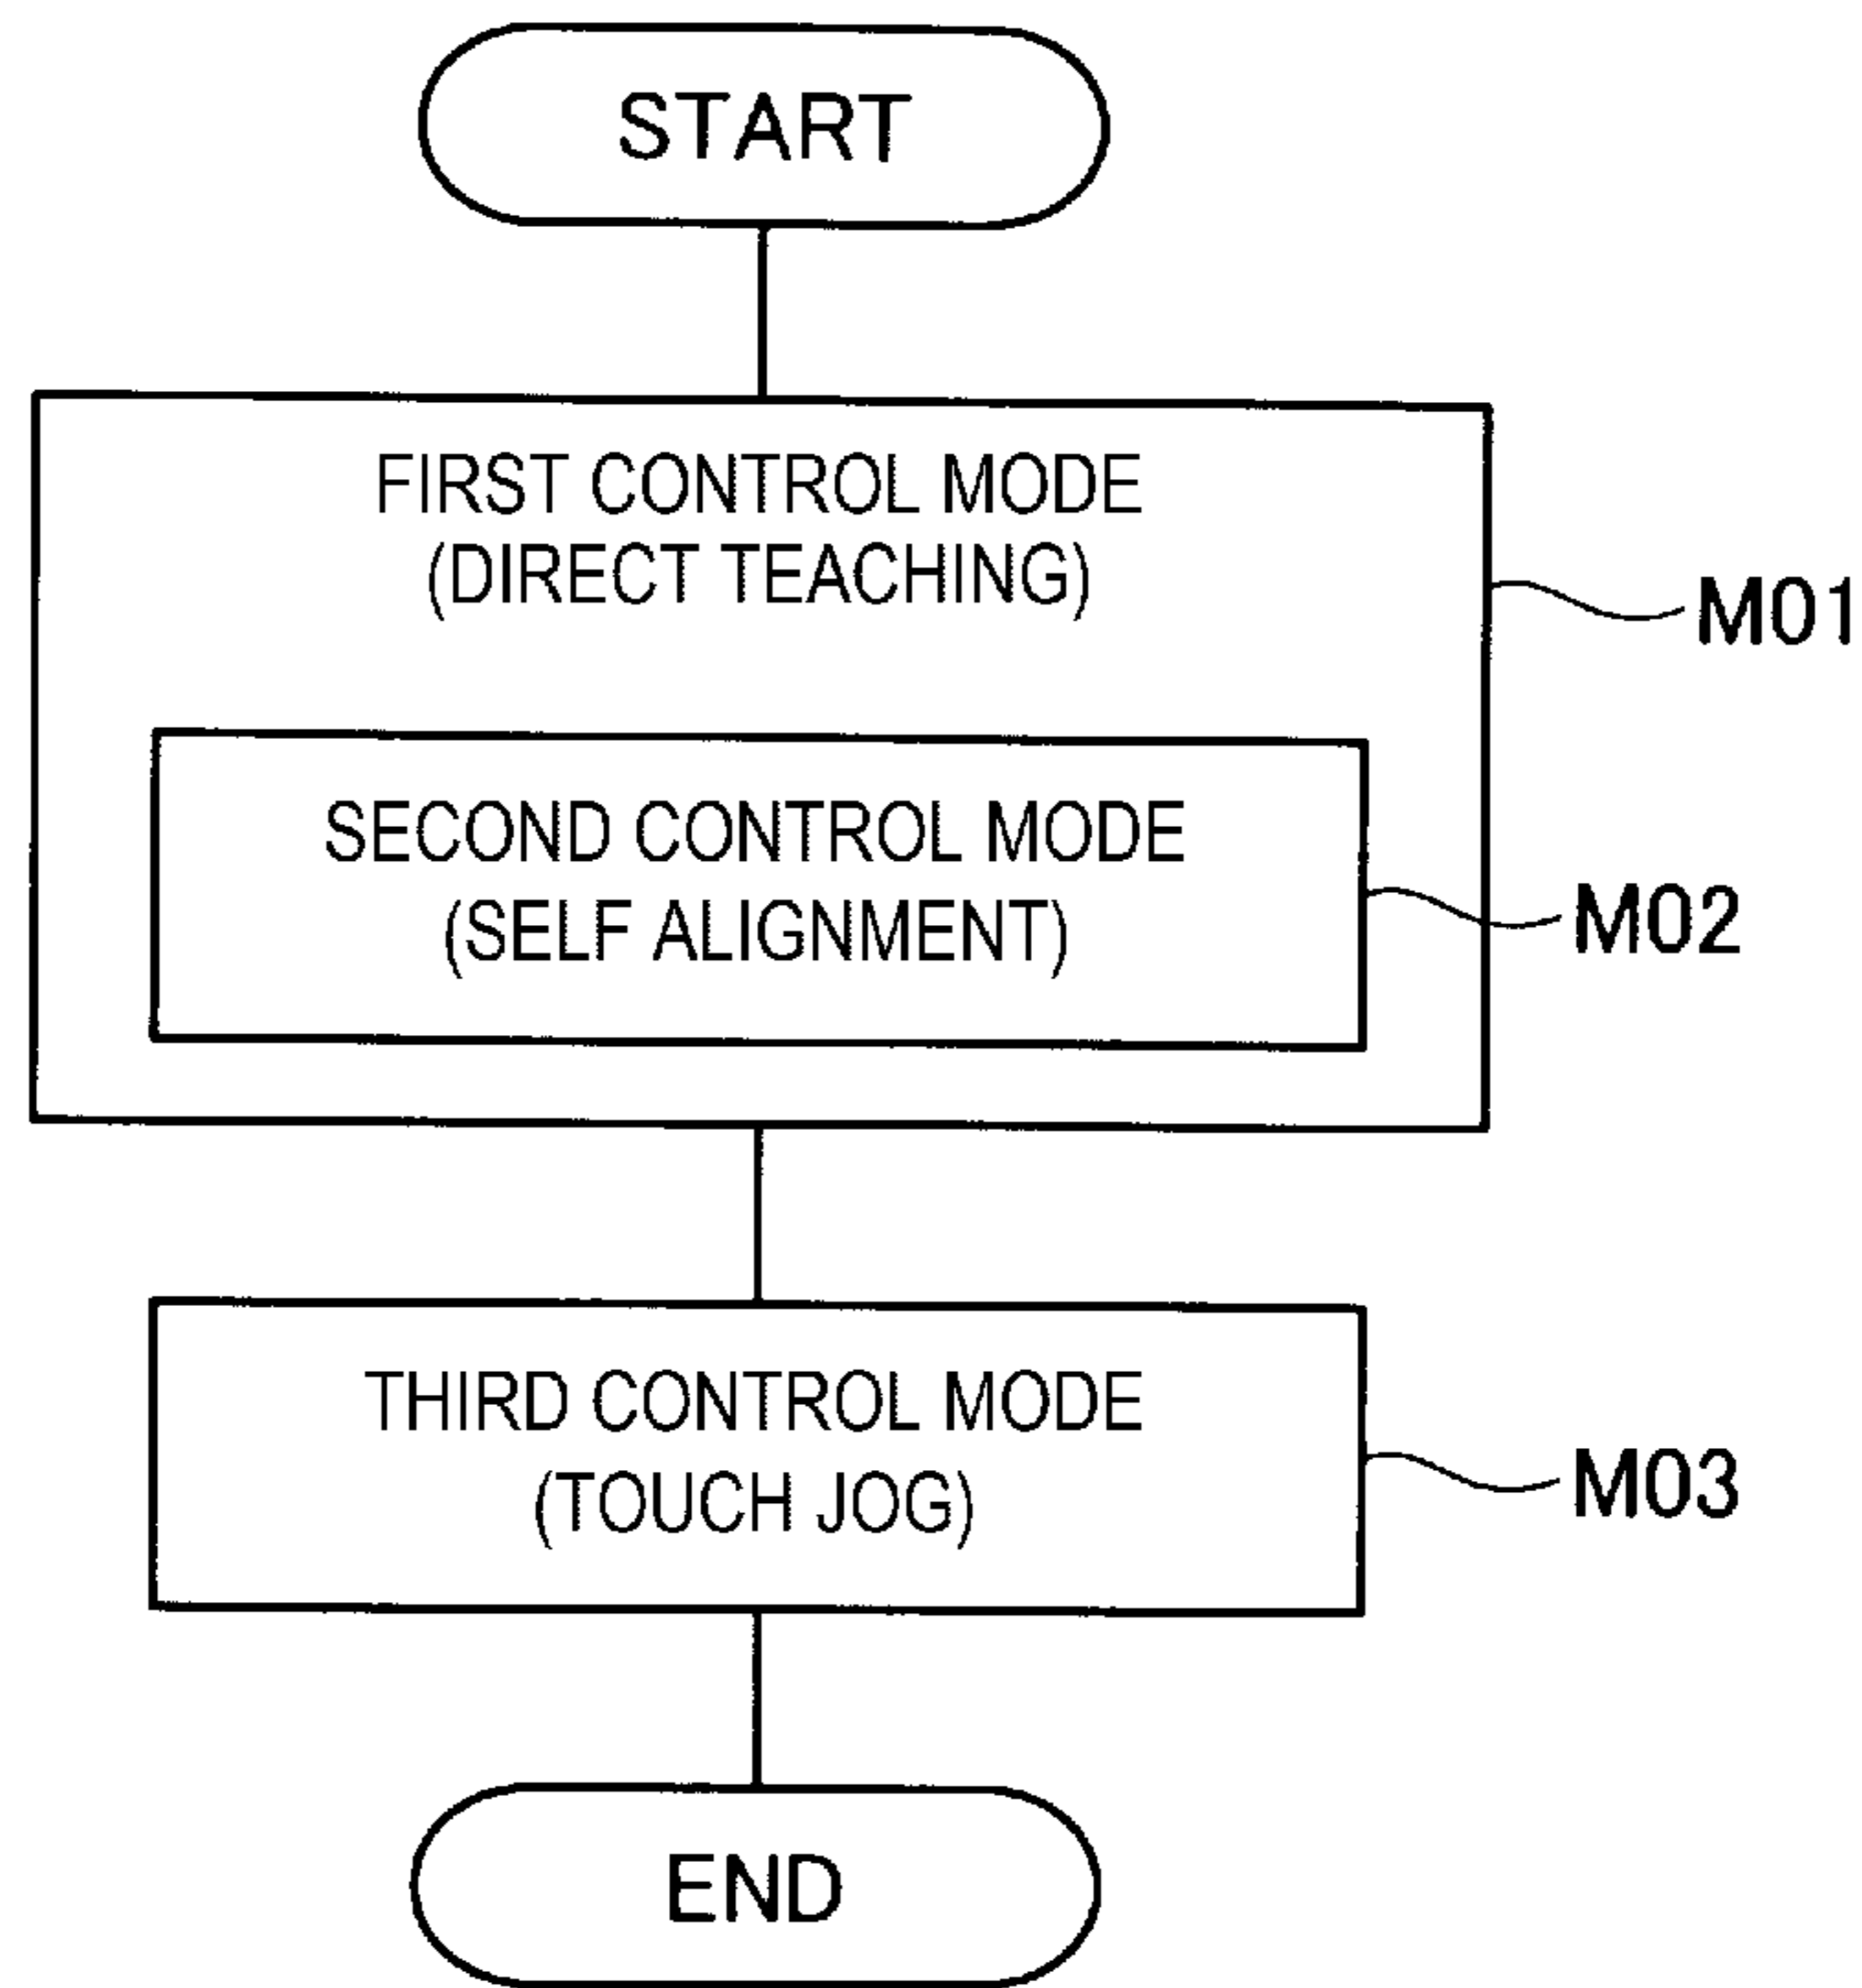 START
FIRST CONTROL MODE
(DIRECT TEACHING)
M01
SECOND CONTROL MODE
(SELF ALIGNMENT)
M02
THIRD CONTROL MODE
(TOUCH JOG)
M03
END